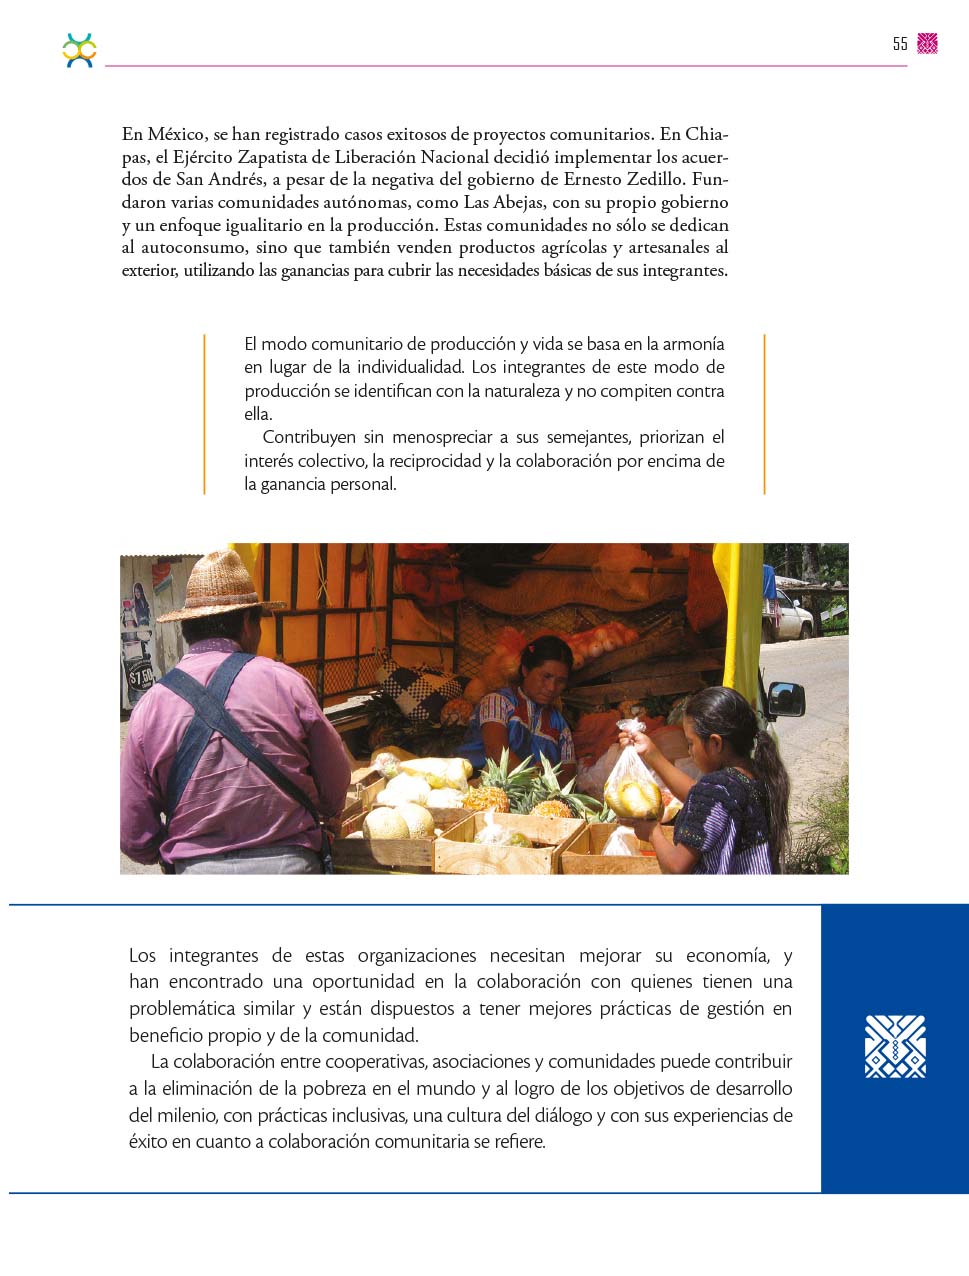 55
En México, se han registrado casos exitosos de proyectos comunitarios. En Chia-
pas, el Ejército Zapatista de Liberación Nacional decidió implementar los acuer-
dos de San Andrés, a pesar de la negativa del gobierno de Ernesto Zedillo. Fun-
daron varias comunidades autónomas, como Las Abejas, con su propio gobierno
y un enfoque igualitario en la producción. Estas comunidades no sólo se dedican
al autoconsumo, sino que también venden productos agrícolas y artesanales al
exterior, utilizando las ganancias para cubrir las necesidades básicas de sus integrantes.
El modo comunitario de producción y vida se basa en la armonía
en lugar de la individualidad. Los integrantes de este modo de
producción se identifican con la naturaleza y no compiten contra
ella.
Contribuyen sin menospreciar a sus semejantes, priorizan el
interés colectivo, la reciprocidad y la colaboración por encima de
la ganancia personal.
$7.50
Los integrantes de estas organizaciones necesitan mejorar su economía, y
han encontrado una oportunidad en la colaboración con quienes tienen una
problemática similar y están dispuestos a tener mejores prácticas de gestión en
beneficio propio y de la comunidad.
La colaboración entre cooperativas, asociaciones y comunidades puede contribuir
a la eliminación de la pobreza en el mundo y al logro de los objetivos de desarrollo
del milenio, con prácticas inclusivas, una cultura del diálogo y con sus experiencias de
éxito en cuanto a colaboración comunitaria se refiere.